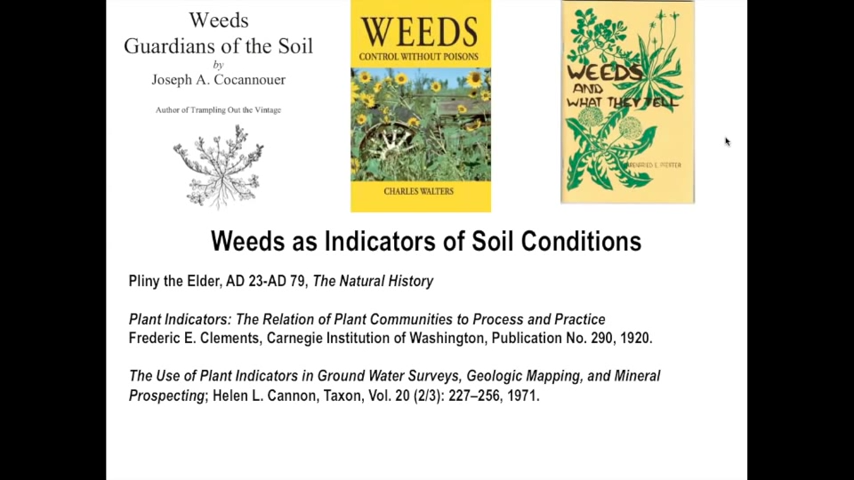 Weeds
Guardians of the Soil
by
Joseph A. Cocannouer
Author of Trampling Out the Vintage
WEEDS
CONTROL WITHOUT POISONS
CHARLES WALTERS
WEEDS
AND
WHAT THEY TELL
Weeds as Indicators of Soil Conditions
Pliny the Elder, AD 23-AD 79, The Natural History
Plant Indicators: The Relation of Plant Communities to Process and Practice
Frederic E. Clements, Carnegie Institution of Washington, Publication No. 290, 1920.
The Use of Plant Indicators in Ground Water Surveys, Geologic Mapping, and Mineral
Prospecting; Helen L. Cannon, Taxon, Vol. 20 (2/3): 227–256, 1971.